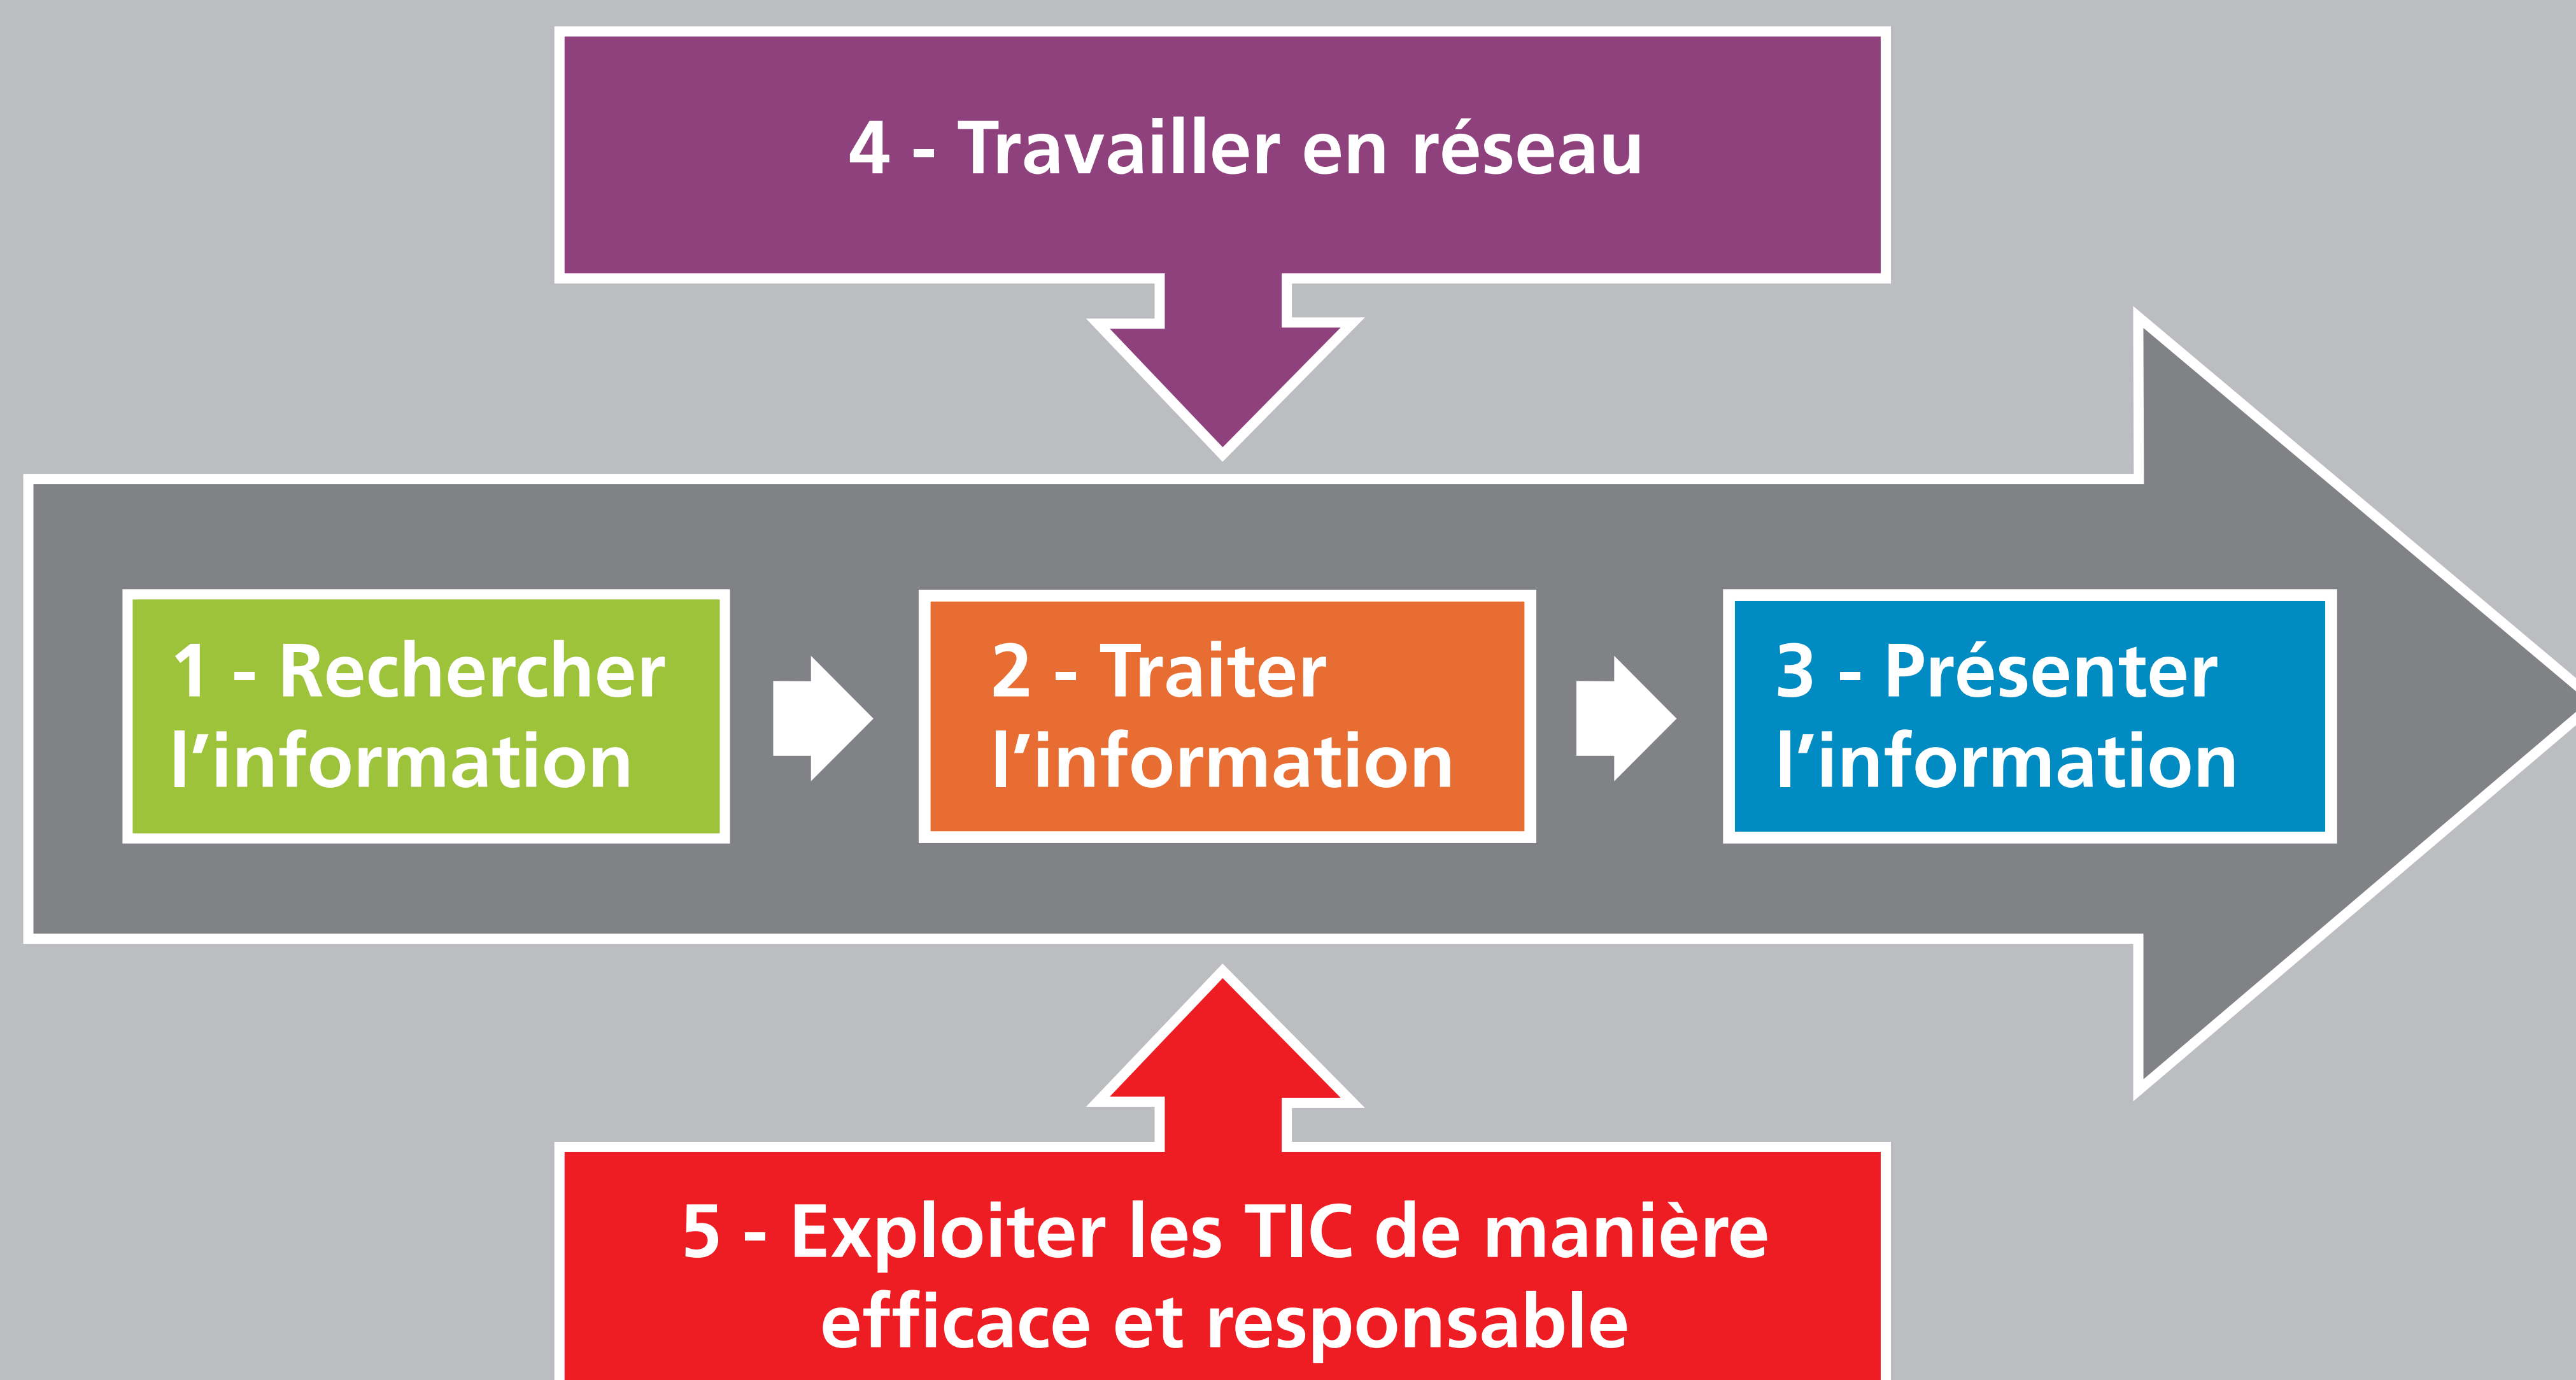 4 - Travailler en réseau
1 - Rechercher
l’information
2 - Traiter
l’information
3 - Présenter
l’information
5 - Exploiter les TIC de manière
efficace et responsable